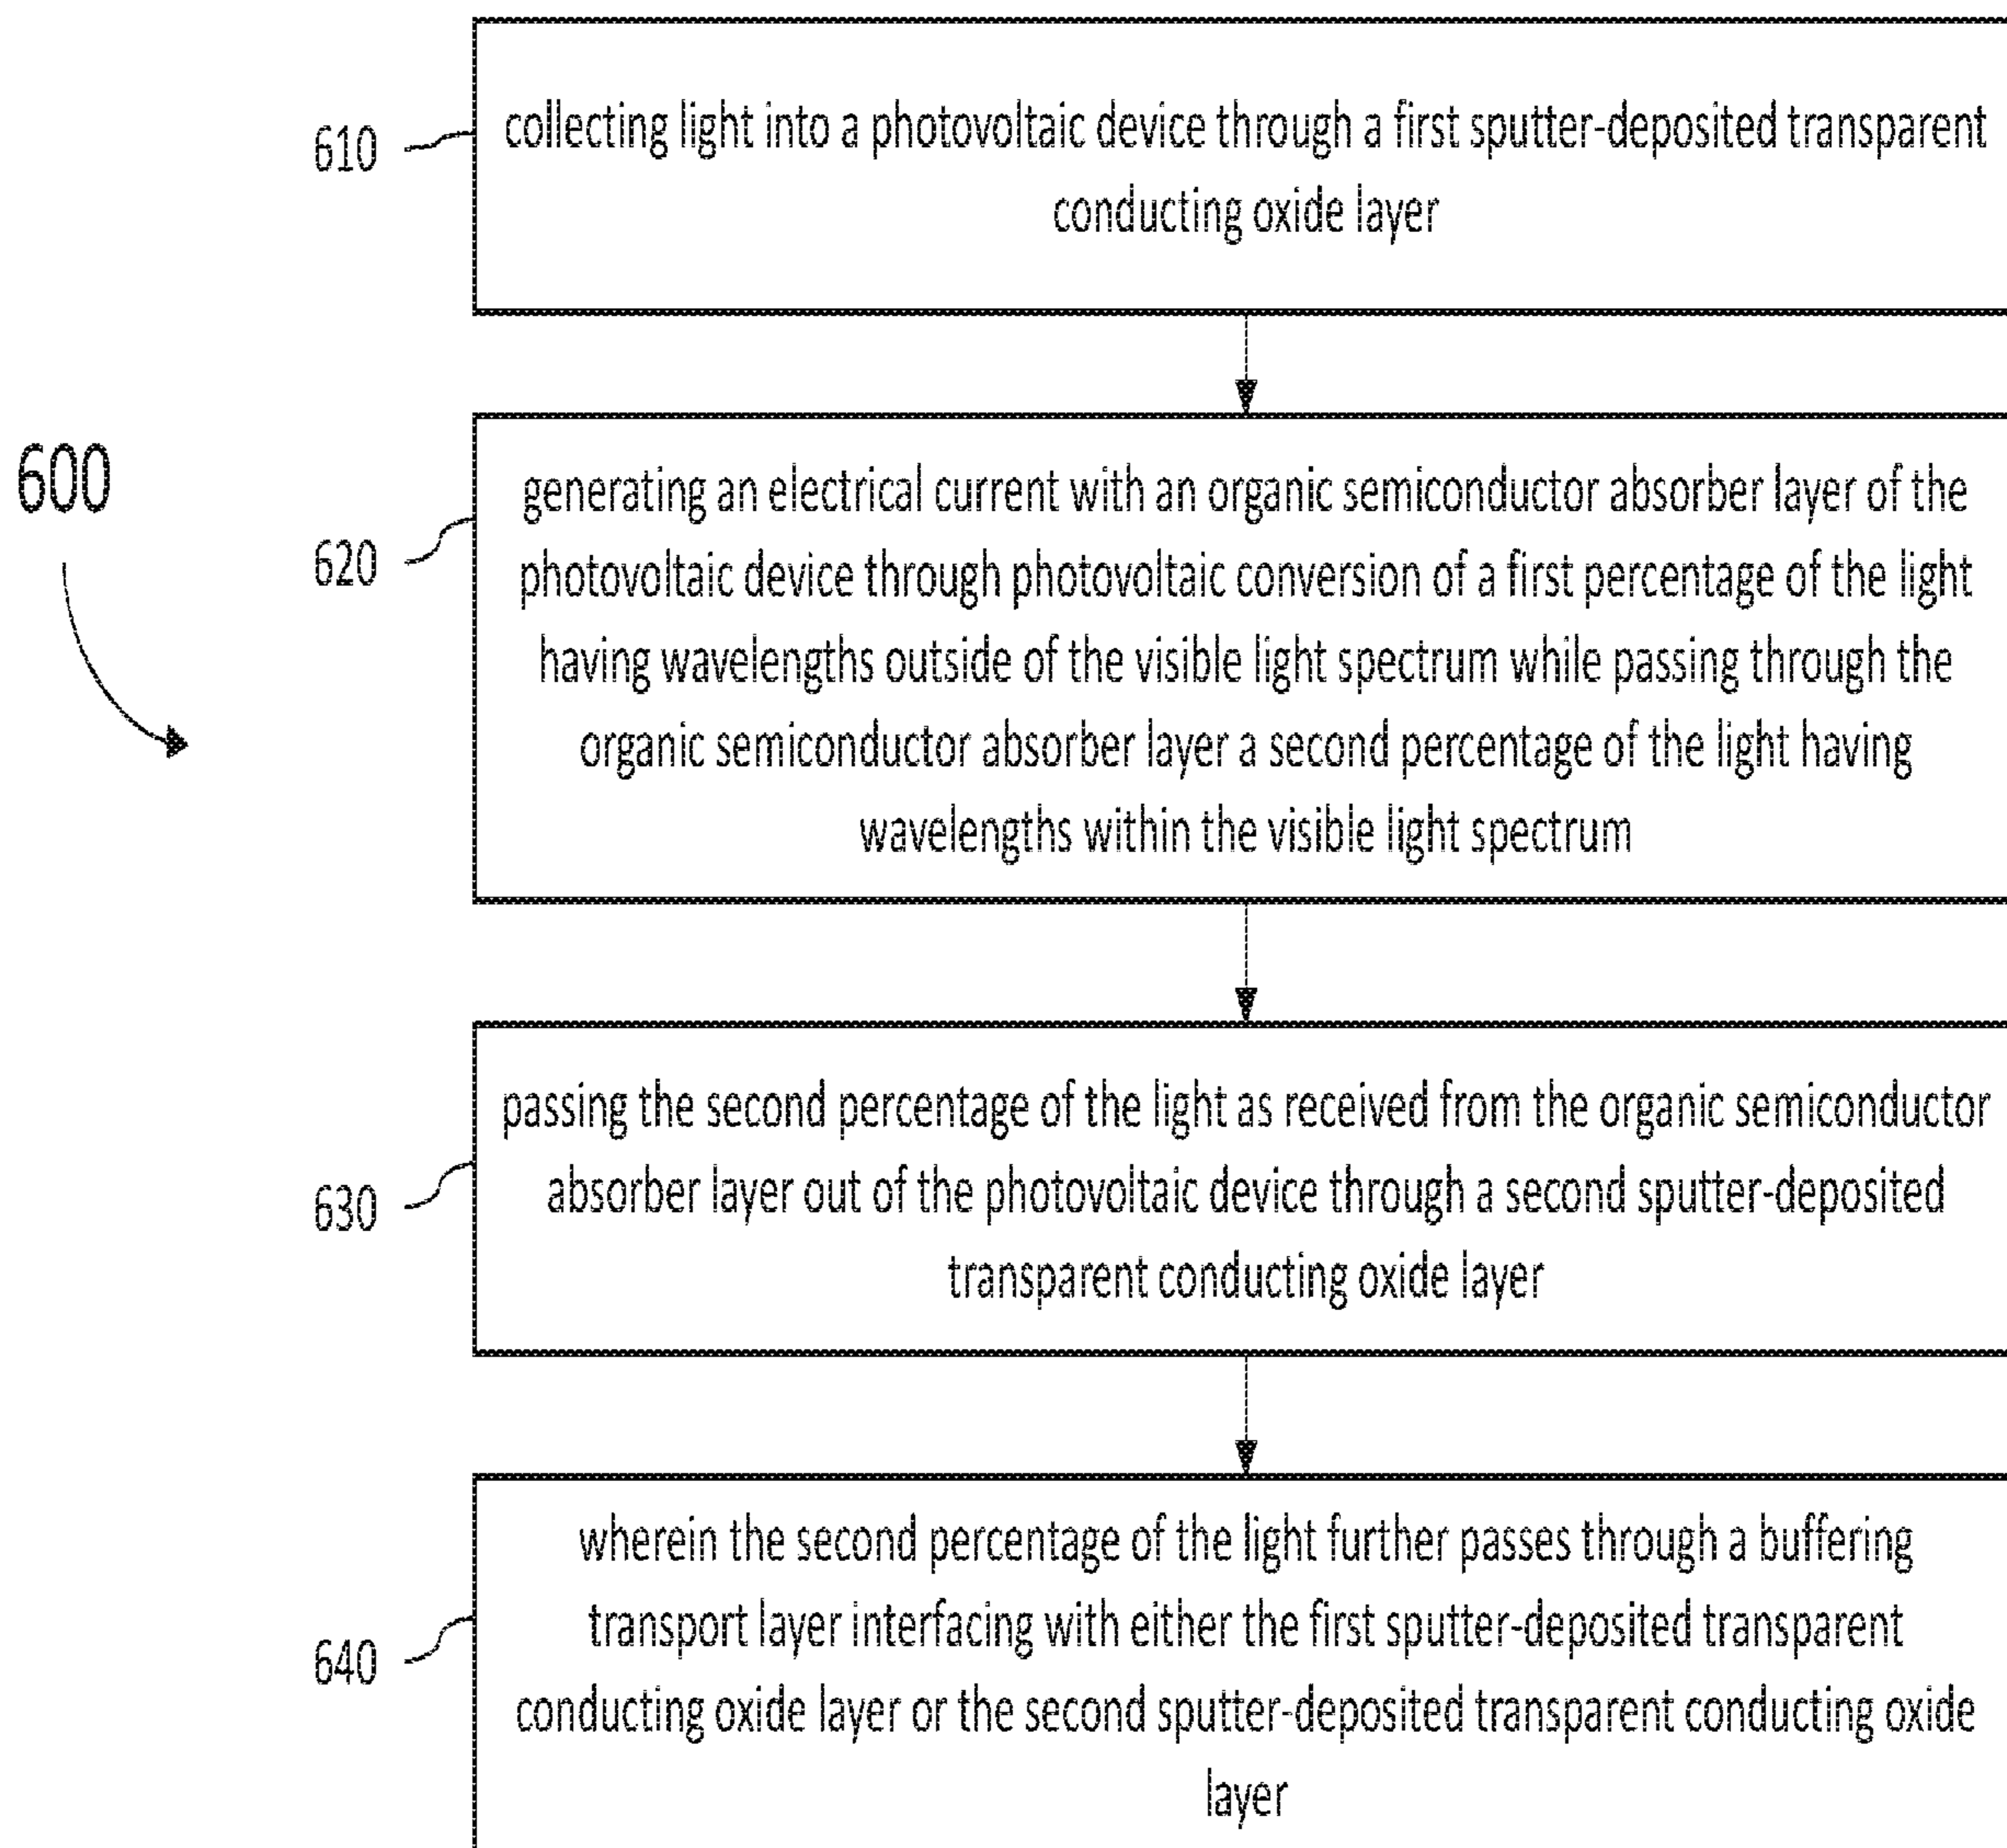 610
collecting light into a photovoltaic device through a first sputter-deposited transparent
conducting oxide layer
600
620
generating an electrical current with an organic semiconductor absorber layer of the
photovoltaic device through photovoltaic conversion of a first percentage of the light
having wavelengths outside of the visible light spectrum while passing through the
organic semiconductor absorber layer a second percentage of the light having
wavelengths within the visible light spectrum
630
passing the second percentage of the light as received from the organic semiconductor
absorber layer out of the photovoltaic device through a second sputter-deposited
transparent conducting oxide layer
640
wherein the second percentage of the light further passes through a buffering
transport layer interfacing with either the first sputter-deposited transparent
conducting oxide layer or the second sputter-deposited transparent conducting oxide
layer